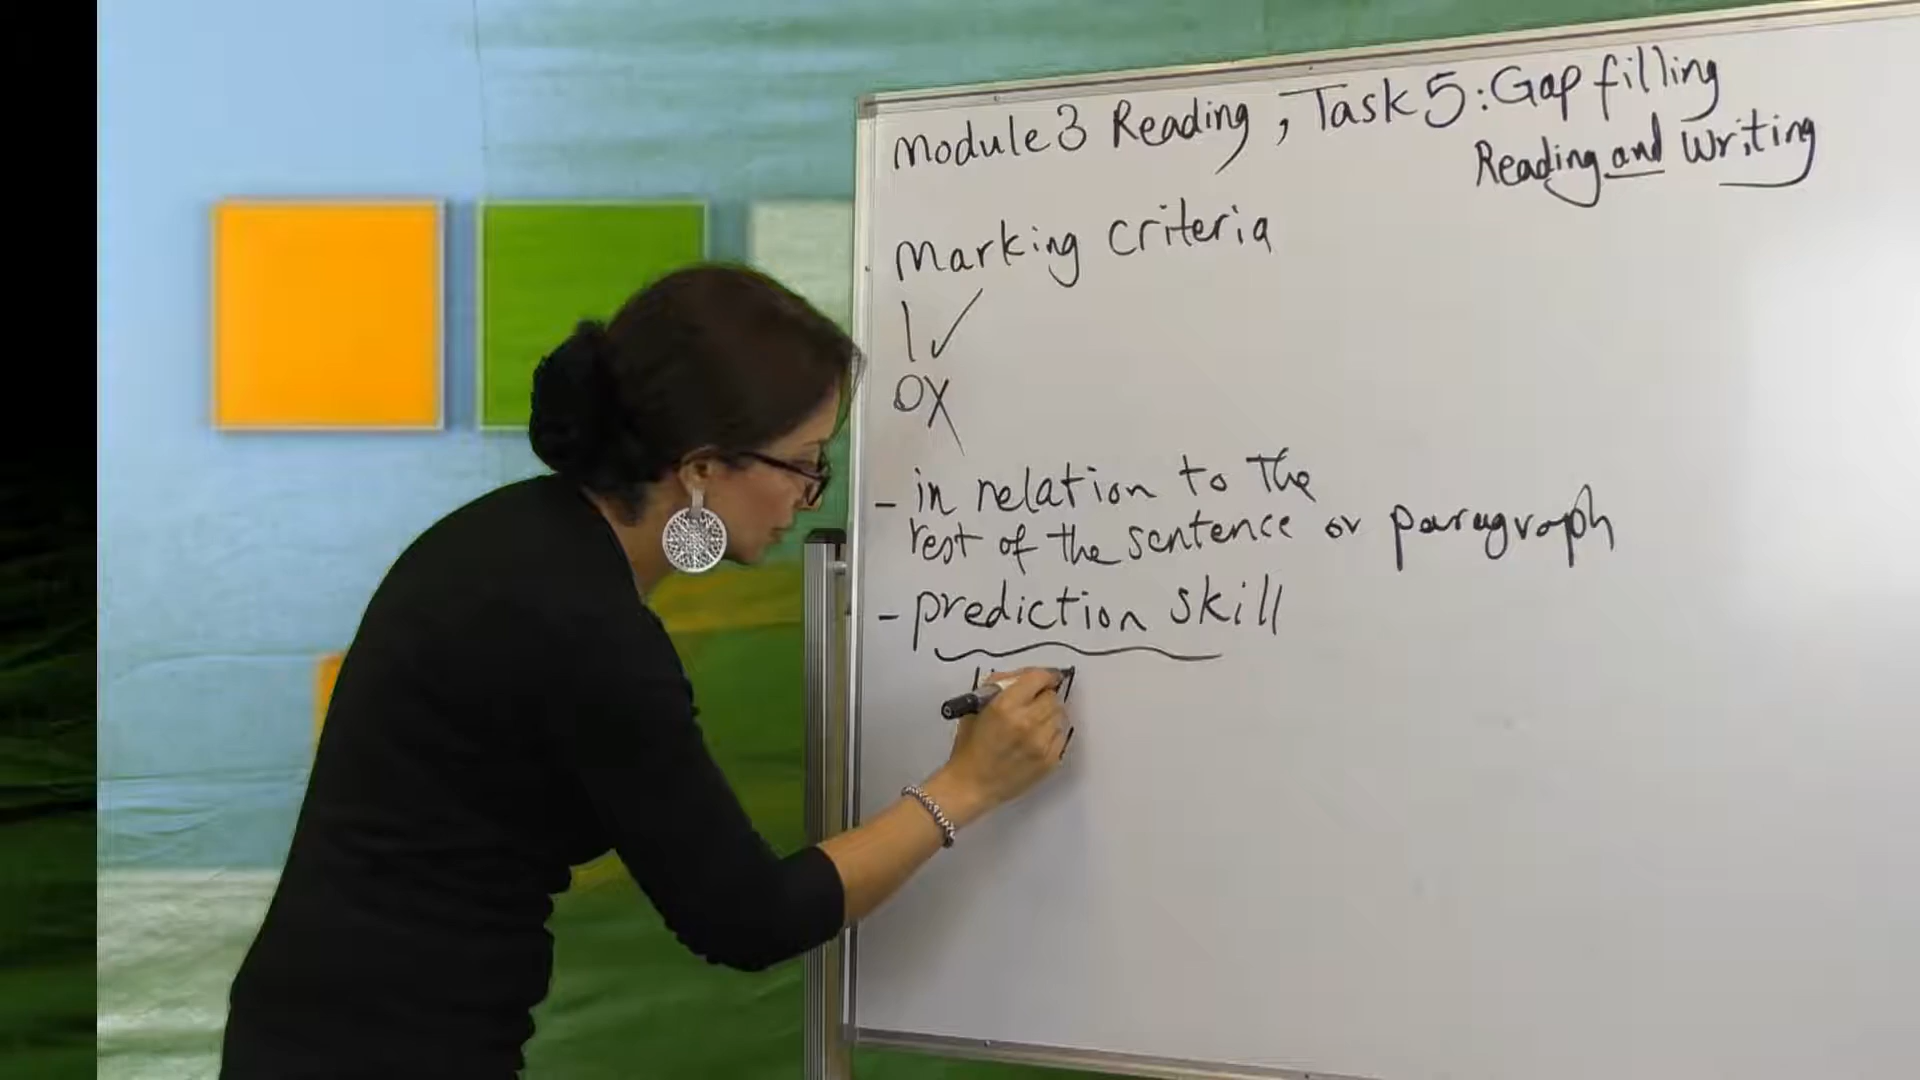 Module 3 Reading, Task 5: Gap filling
Reading and writing
Marking criteria
1 ✓
0 X
- in relation to the
rest of the sentence or paragraph
- prediction skill